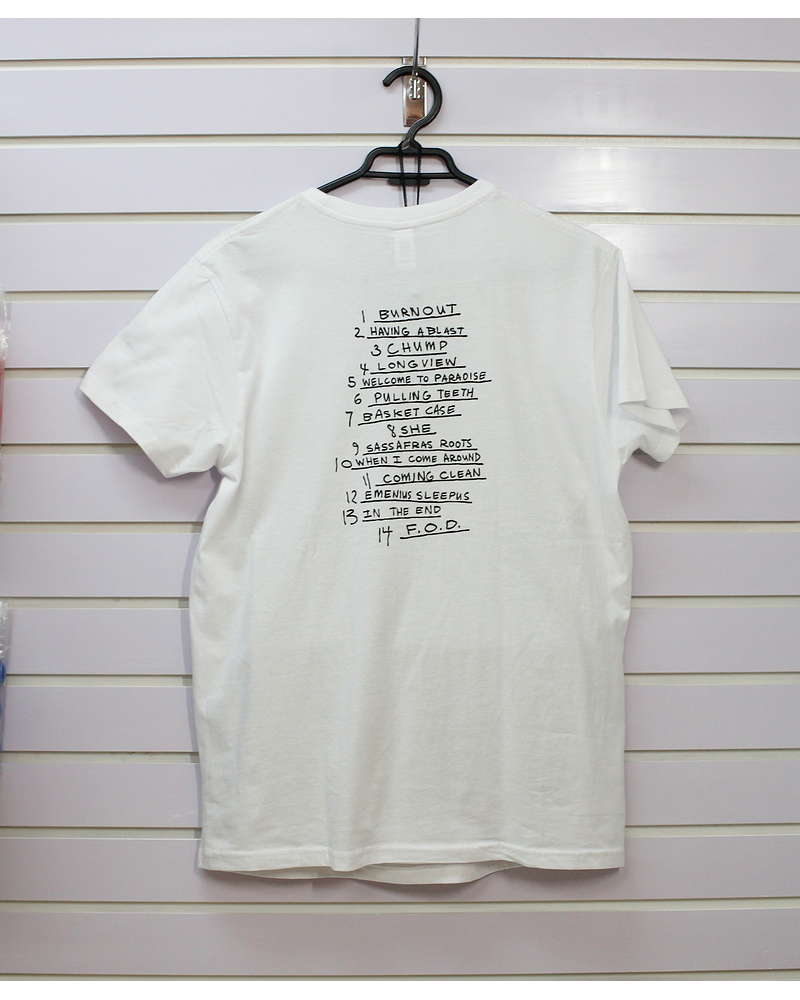 1 BURNOUT
2 HAVING A BLAST
3 CHUMP
4 LONGVIEW
5 WELCOME TO PARADISE
6 PULLING TEETH
7 BASKET CASE
8 SHE
9 SASSAFRAS ROOTS
10 WHEN I COME AROUND
11 COMING CLEAN
12 EMENIUS SLEEPUS
13 IN THE END
14 F.O.D.